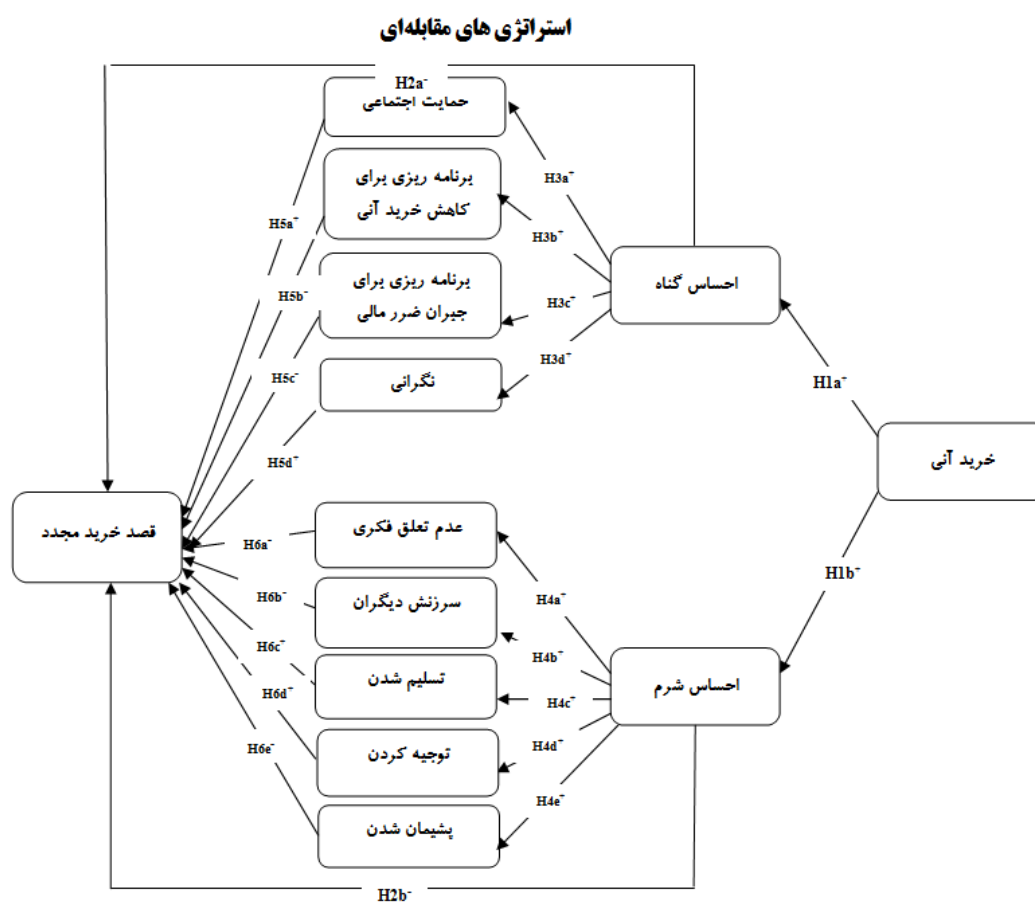 استراتژی های مقابله‌ای
H2a-
حمایت اجتماعی
برنامه ریزی برای
کاهش خرید آنی
برنامه ریزی برای
جبران ضرر مالی
نگرانی
H3a+
H3b+
H3c+
H3d+
احساس گناه
H5a+
H5b-
H5c-
H5d+
H1a+
خرید آنی
H1b+
قصد خرید مجدد
عدم تعلق فکری
سرزنش دیگران
تسلیم شدن
توجیه کردن
پشیمان شدن
H4a+
H4b+
H4c+
H4d+
H4e+
احساس شرم
H6a-
H6b-
H6c+
H6d+
H6e-
H2b-